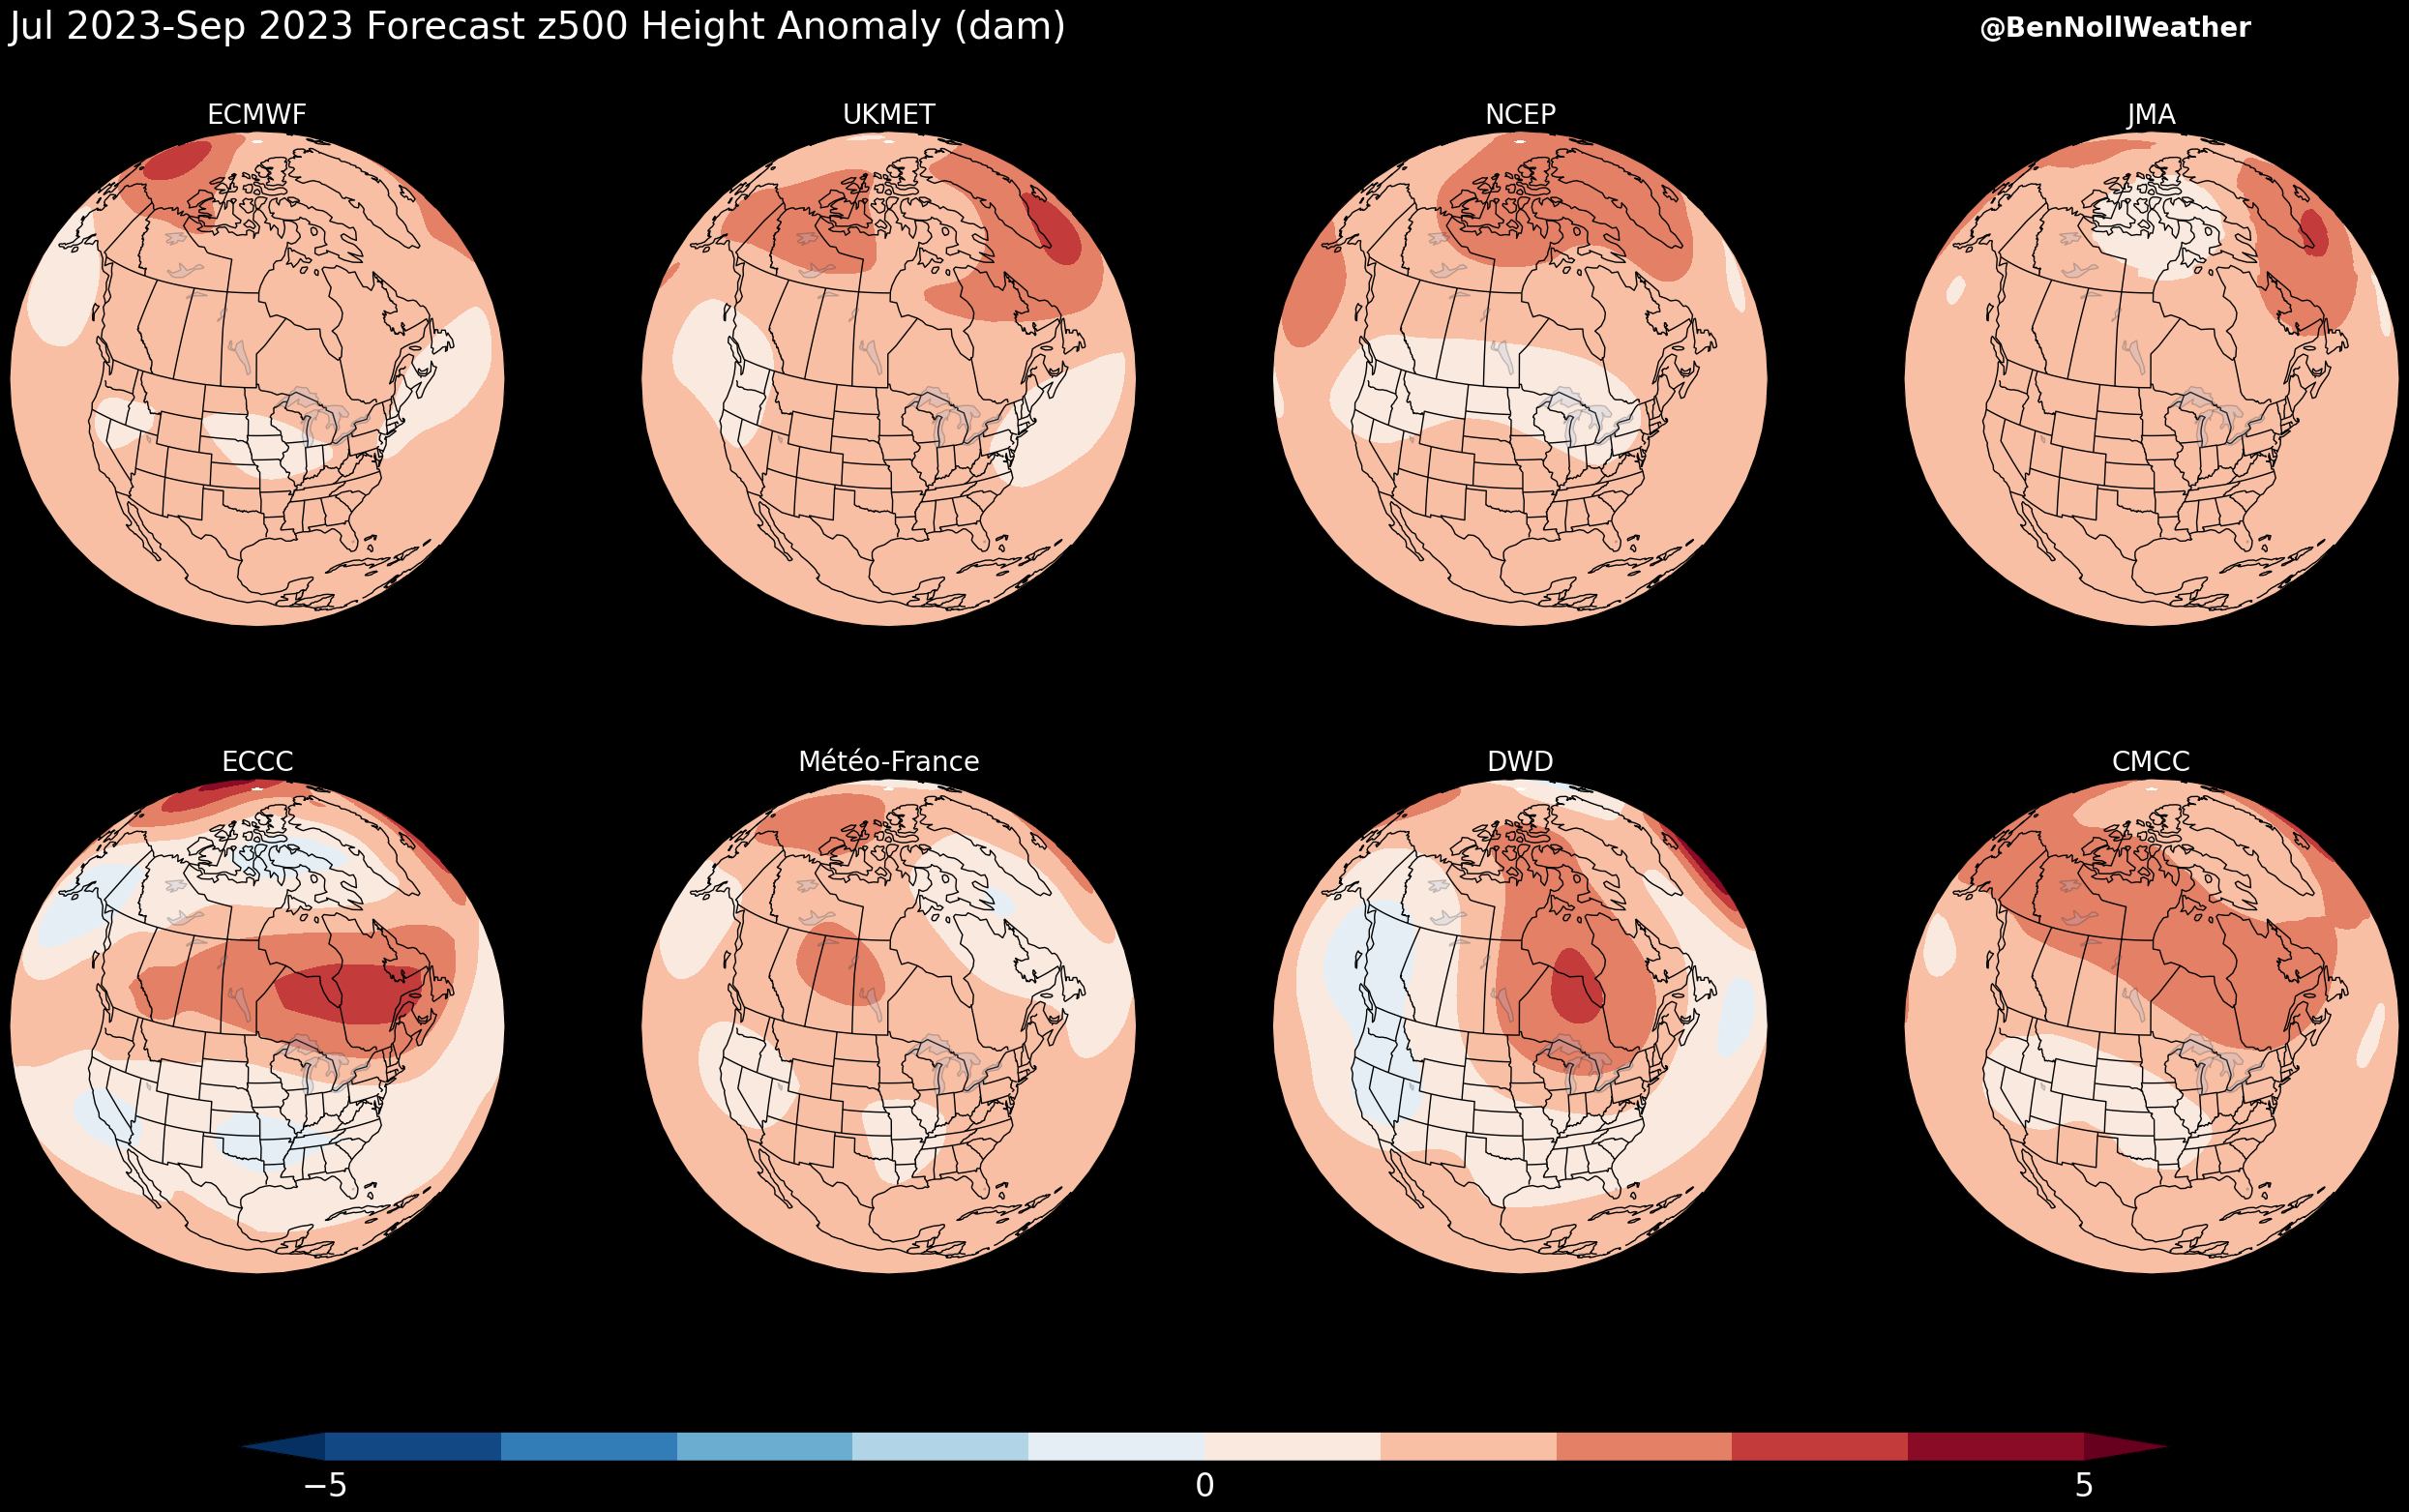 Jul 2023-Sep 2023 Forecast z500 Height Anomaly (dam)
@BenNollWeather
ECMWF
UKMET
NCEP
JMA
ECCC
Météo-France
DWD
CMCC
−5
0
5